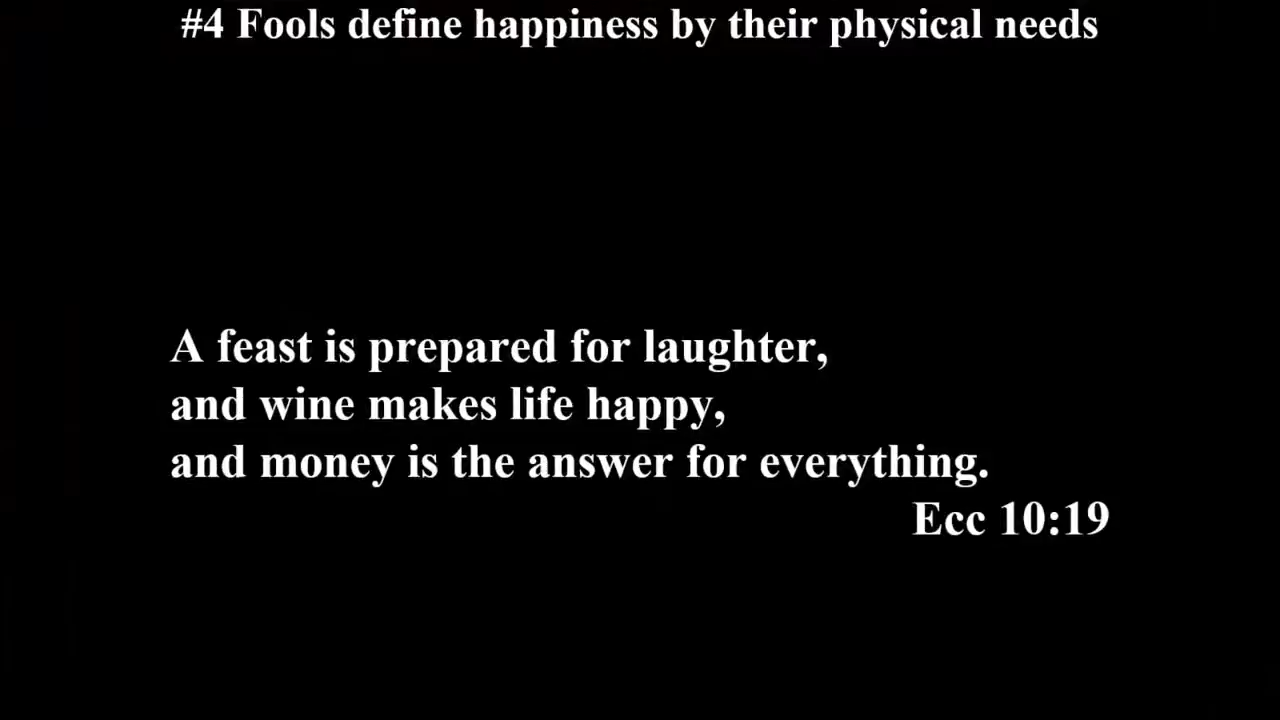 #4 Fools define happiness by their physical needs
A feast is prepared for laughter,
and wine makes life happy,
and money is the answer for everything.
Ecc 10:19